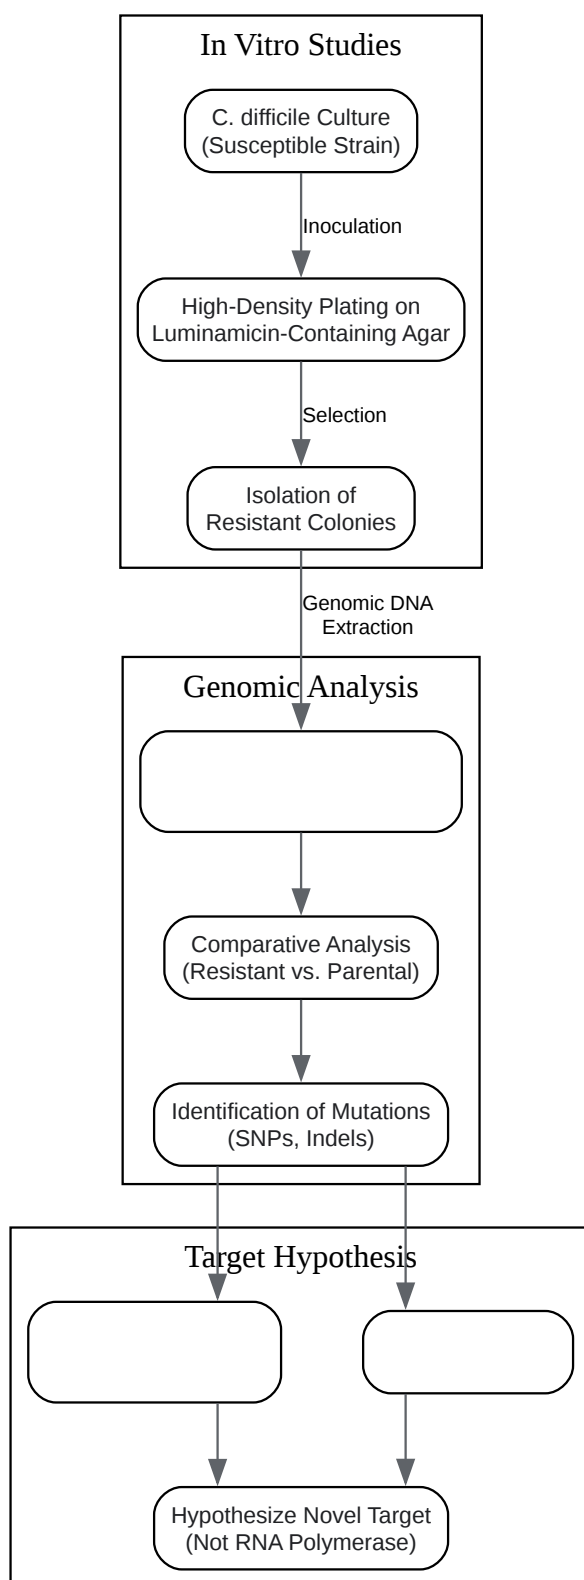 In Vitro Studies
C. difficile Culture
(Susceptible Strain)
Inoculation
High-Density Plating on
Luminamicin-Containing Agar
Selection
Isolation of
Resistant Colonies
Genomic DNA
Extraction
Genomic Analysis
Comparative Analysis
(Resistant vs. Parental)
Identification of Mutations
(SNPs, Indels)
Target Hypothesis
Hypothesize Novel Target
(Not RNA Polymerase)